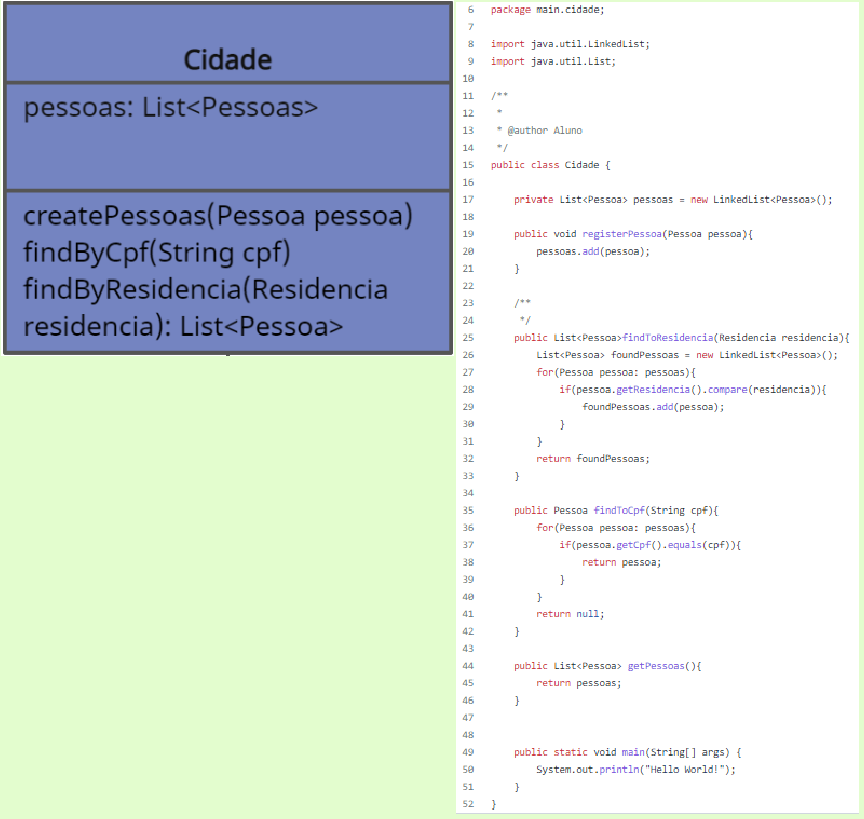 Cidade
pessoas: List<Pessoas>
createPessoas(Pessoa pessoa)
findByCpf(String cpf)
findByResidencia(Residencia
residencia): List<Pessoa>
6 package main.cidade;
7
8 import java.util.LinkedList;
9 import java.util.List;
10
11 /**
12 *
13 * @author Aluno
14 */
15 public class Cidade {
16
17 private List<Pessoa> pessoas = new LinkedList<Pessoa>();
18
19 public void registerPessoa(Pessoa pessoa){
20 pessoas.add(pessoa);
21 }
22
23 /**
24 */
25 public List<Pessoa>findToResidencia(Residencia residencia){
26 List<Pessoa> foundPessoas = new LinkedList<Pessoa>();
27 for(Pessoa pessoa: pessoas){
28 if(pessoa.getResidencia().compare(residencia)){
29 foundPessoas.add(pessoa);
30 }
31 }
32 return foundPessoas;
33 }
34
35 public Pessoa findToCpf(String cpf){
36 for(Pessoa pessoa: pessoas){
37 if(pessoa.getCpf().equals(cpf)){
38 return pessoa;
39 }
40 }
41 return null;
42 }
43
44 public List<Pessoa> getPessoas(){
45 return pessoas;
46 }
47
48
49 public static void main(String[] args) {
50 System.out.println("Hello World!");
51 }
52 }